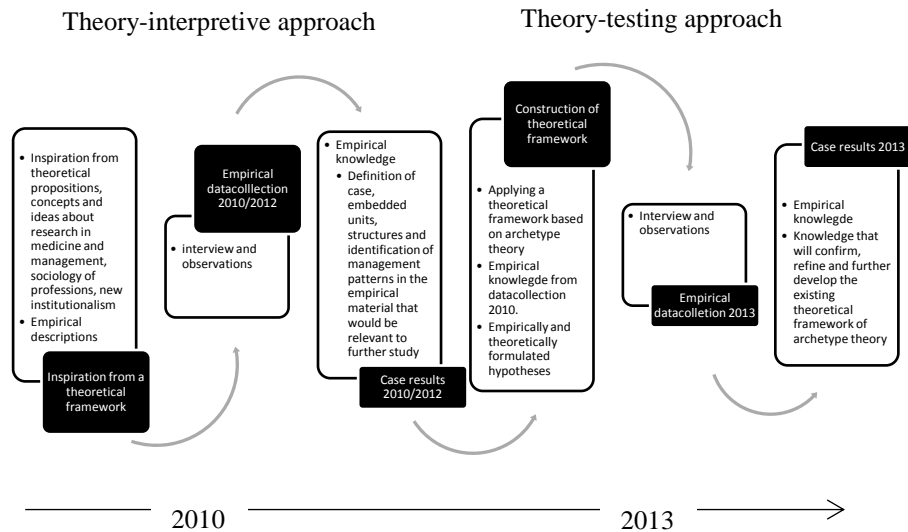 Theory-interpretive approach
Theory-testing approach
• Inspiration from
theoretical
propositions,
concepts and
ideas about
research in
medicine and
management,
sociology of
professions, new
institutionalism
• Empirical
descriptions
Inspiration from a
theoretical
framework
Empirical
datacolllection
2010/2012
• interview and
observations
• Empirical
knowledge
• Definition of
case,
embedded
units,
structures and
identification of
management
patterns in the
empirical
material that
would be
relevant to
further study
Case results
2010/2012
Construction of
theoretical
framework
• Applying a
theoretical
framework based
on archetype
theory
• Empirical
knowlegde from
datacollection
2010.
• Empirically and
theoretically
formulated
hypotheses
• Interview and
observations
Empirical
datacolletion 2013
Case results 2013
• Empirical
knowlegde
• Knowledge that
will confirm,
refine and further
develop the
existing
theoretical
framework of
archetype theory
2010
2013